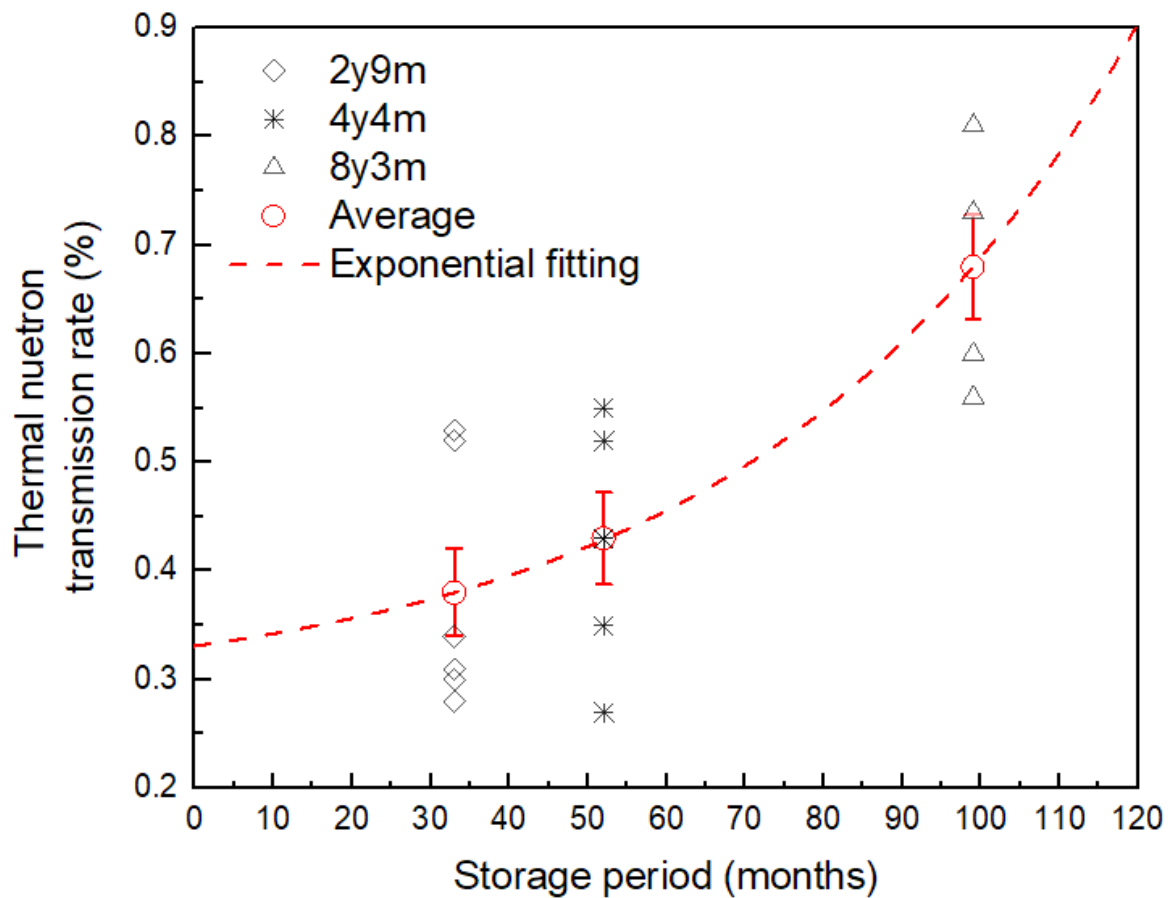 0.9
0.8
0.7
0.6
0.5
0.4
0.3
0.2
Thermal nuetron
transmission rate (%)
2y9m
4y4m
8y3m
Average
Exponential fitting
0 10 20 30 40 50 60 70 80 90 100 110 120
Storage period (months)